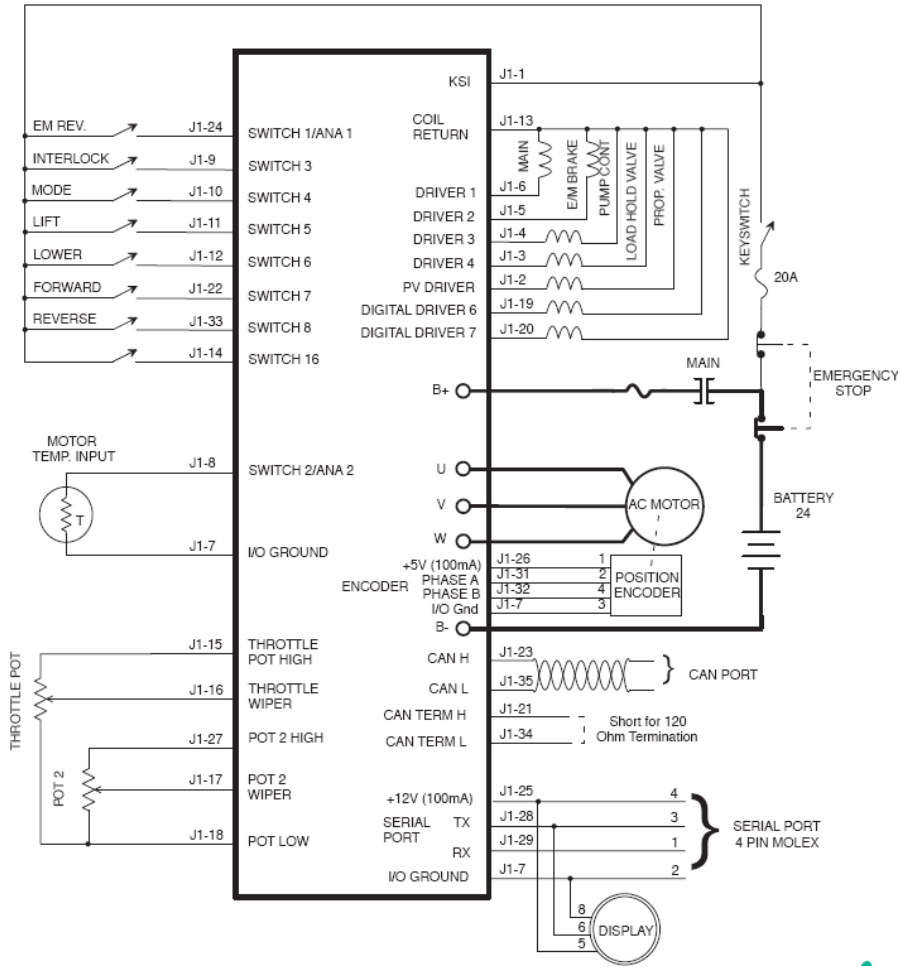 KSI
J1-1
COIL
RETURN
J1-13
MAIN
E/M BRAKE
PUMP CONT
LOAD HOLD VALVE
PROP. VALVE
DRIVER 1
J1-6
DRIVER 2
J1-5
DRIVER 3
J1-4
DRIVER 4
J1-3
PV DRIVER
J1-2
DIGITAL DRIVER 6
J1-19
DIGITAL DRIVER 7
J1-20
KEYSWITCH
20A
EM REV.
J1-24
SWITCH 1/ANA 1
INTERLOCK
J1-9
SWITCH 3
MODE
J1-10
SWITCH 4
LIFT
J1-11
SWITCH 5
LOWER
J1-12
SWITCH 6
FORWARD
J1-22
SWITCH 7
REVERSE
J1-33
SWITCH 8
J1-14
SWITCH 16
B+
MAIN
EMERGENCY
STOP
MOTOR
TEMP. INPUT
T
J1-8
SWITCH 2/ANA 2
J1-7
I/O GROUND
U
V
W
AC MOTOR
BATTERY
24
ENCODER
+5V (100mA)
J1-26
1
PHASE A
J1-31
2
PHASE B
J1-32
4
I/O Gnd
J1-7
3
POSITION
ENCODER
B-
THROTTLE POT
J1-15
THROTTLE
POT HIGH
J1-16
THROTTLE
WIPER
POT 2
J1-27
POT 2 HIGH
J1-17
POT 2
WIPER
J1-18
POT LOW
CAN H
J1-23
CAN L
J1-35
CAN PORT
CAN TERM H
J1-21
CAN TERM L
J1-34
Short for 120
Ohm Termination
+12V (100mA)
J1-25
4
SERIAL
PORT
TX
J1-28
3
RX
J1-29
1
I/O GROUND
J1-7
2
SERIAL PORT
4 PIN MOLEX
8
6
5
DISPLAY